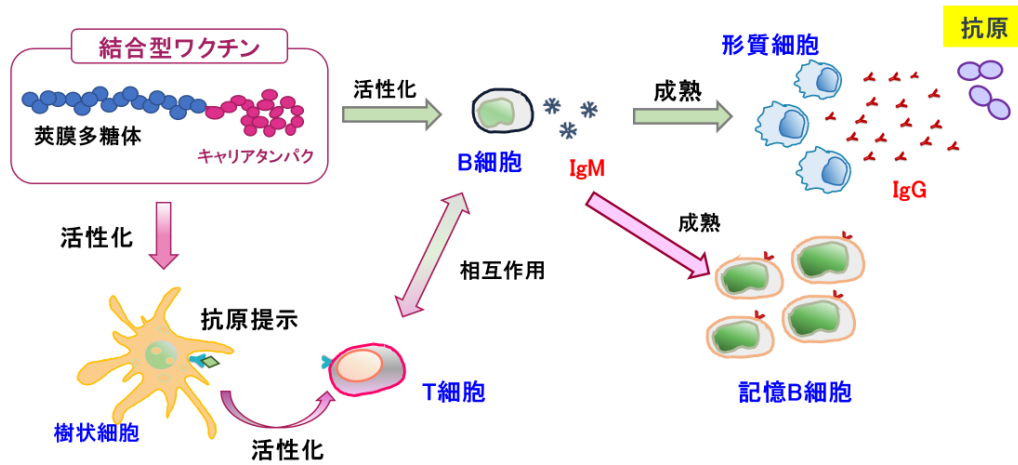 結合型ワクチン
莢膜多糖体
キャリアタンパク
活性化
B細胞
IgM
成熟
形質細胞
抗原
IgG
活性化
相互作用
成熟
抗原提示
樹状細胞
活性化
T細胞
記憶B細胞